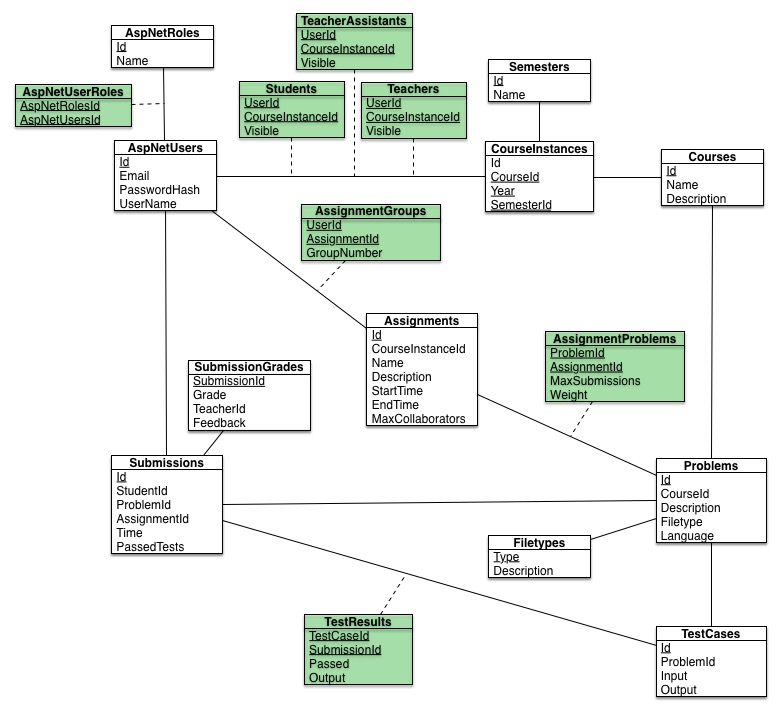 TeacherAssistants
UserId
CourseInstanceId
Visible
AspNetRoles
Id
Name
AspNetUserRoles
AspNetRolesId
AspNetUsersId
Students
UserId
CourseInstanceId
Visible
Teachers
UserId
CourseInstanceId
Visible
Semesters
Id
Name
AspNetUsers
Id
Email
PasswordHash
UserName
CourseInstances
Id
CourseId
Year
SemesterId
Courses
Id
Name
Description
AssignmentGroups
UserId
AssignmentId
GroupNumber
Assignments
Id
CourseInstanceId
Name
Description
StartTime
EndTime
MaxCollaborators
AssignmentProblems
ProblemId
AssignmentId
MaxSubmissions
Weight
SubmissionGrades
SubmissionId
Grade
TeacherId
Feedback
Submissions
Id
StudentId
ProblemId
AssignmentId
Time
PassedTests
Problems
Id
CourseId
Description
Filetype
Language
Filetypes
Type
Description
TestResults
TestCaseId
SubmissionId
Passed
Output
TestCases
Id
ProblemId
Input
Output